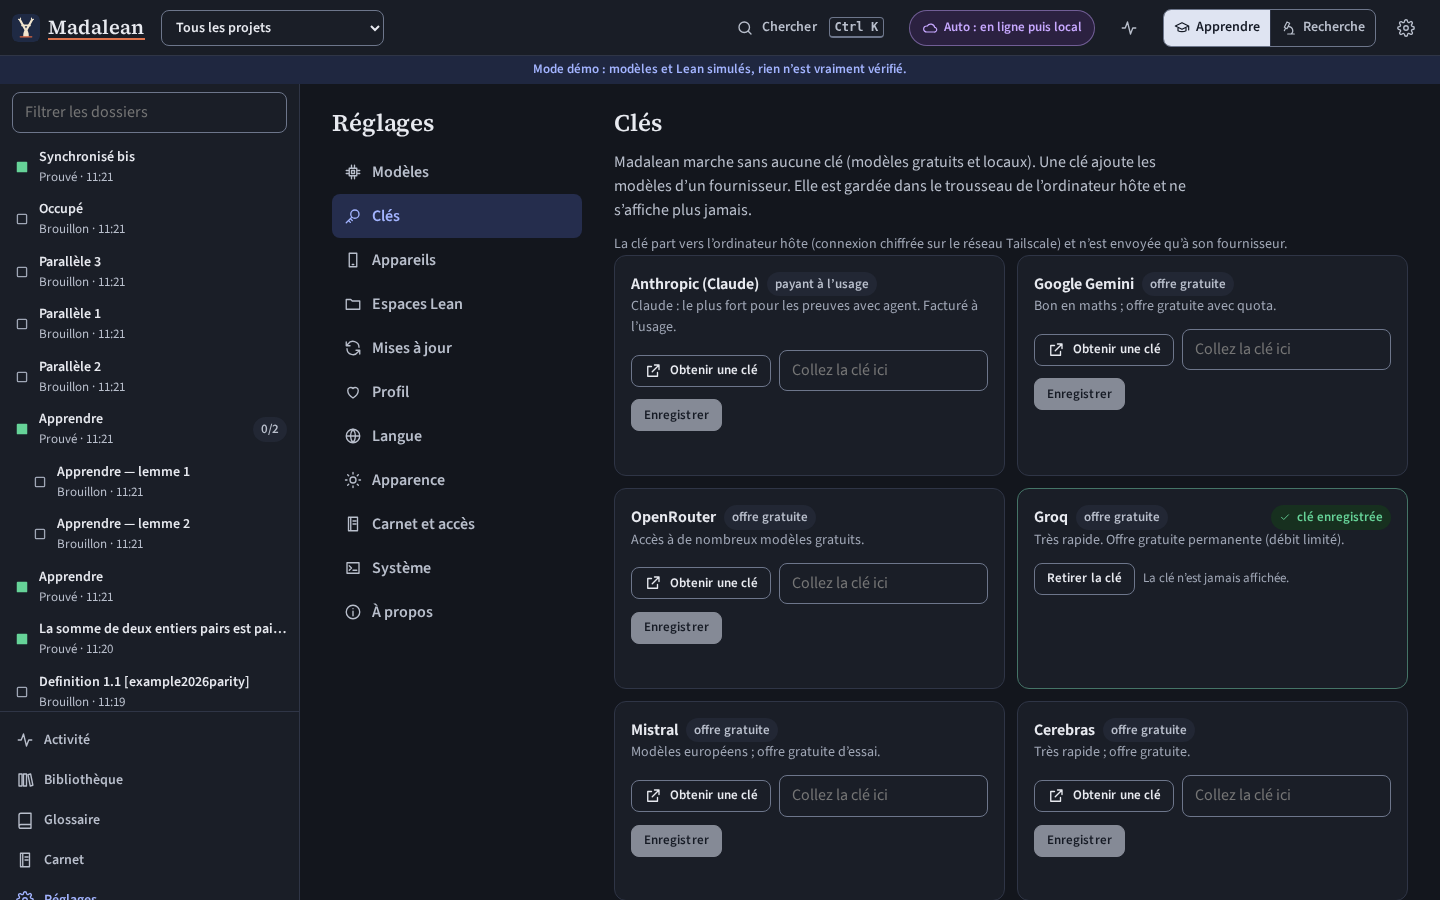 Madalean
Tous les projets
Chercher
Ctrl K
Auto : en ligne puis local
Apprendre
Recherche
Mode démo : modèles et Lean simulés, rien n’est vraiment vérifié.
Filtrer les dossiers
Synchronisé bis
Prouvé · 11:21
Occupé
Brouillon · 11:21
Parallèle 3
Brouillon · 11:21
Parallèle 1
Brouillon · 11:21
Parallèle 2
Brouillon · 11:21
Apprendre
Prouvé · 11:21
0/2
Apprendre — lemme 1
Brouillon · 11:21
Apprendre — lemme 2
Brouillon · 11:21
Apprendre
Prouvé · 11:21
La somme de deux entiers pairs est pai…
Prouvé · 11:20
Definition 1.1 [example2026parity]
Brouillon · 11:19
Activité
Bibliothèque
Glossaire
Carnet
Réglages
Réglages
Modèles
Clés
Appareils
Espaces Lean
Mises à jour
Profil
Langue
Apparence
Carnet et accès
Système
À propos
Clés
Madalean marche sans aucune clé (modèles gratuits et locaux). Une clé ajoute les
modèles d’un fournisseur. Elle est gardée dans le trousseau de l’ordinateur hôte et ne
s’affiche plus jamais.
La clé part vers l’ordinateur hôte (connexion chiffrée sur le réseau Tailscale) et n’est envoyée qu’à son fournisseur.
Anthropic (Claude)
payant à l’usage
Claude : le plus fort pour les preuves avec agent. Facturé à
l’usage.
Obtenir une clé
Collez la clé ici
Enregistrer
Google Gemini
offre gratuite
Bon en maths ; offre gratuite avec quota.
Obtenir une clé
Collez la clé ici
Enregistrer
OpenRouter
offre gratuite
Accès à de nombreux modèles gratuits.
Obtenir une clé
Collez la clé ici
Enregistrer
Groq
offre gratuite
clé enregistrée
Très rapide. Offre gratuite permanente (débit limité).
Retirer la clé
La clé n’est jamais affichée.
Mistral
offre gratuite
Modèles européens ; offre gratuite d’essai.
Obtenir une clé
Collez la clé ici
Enregistrer
Cerebras
offre gratuite
Très rapide ; offre gratuite.
Obtenir une clé
Collez la clé ici
Enregistrer